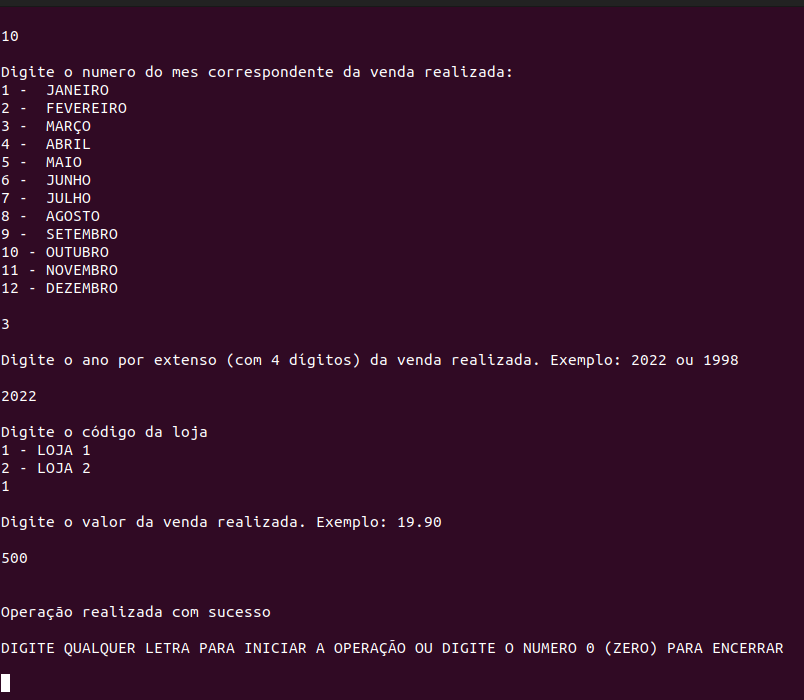 10
Digite o numero do mes correspondente da venda realizada:
1 -  JANEIRO
2 -  FEVEREIRO
3 -  MARÇO
4 -  ABRIL
5 -  MAIO
6 -  JUNHO
7 -  JULHO
8 -  AGOSTO
9 -  SETEMBRO
10 - OUTUBRO
11 - NOVEMBRO
12 - DEZEMBRO
3
Digite o ano por extenso (com 4 dígitos) da venda realizada. Exemplo: 2022 ou 1998
2022
Digite o código da loja
1 - LOJA 1
2 - LOJA 2
1
Digite o valor da venda realizada. Exemplo: 19.90
500
Operação realizada com sucesso
DIGITE QUALQUER LETRA PARA INICIAR A OPERAÇÃO OU DIGITE O NUMERO 0 (ZERO) PARA ENCERRAR